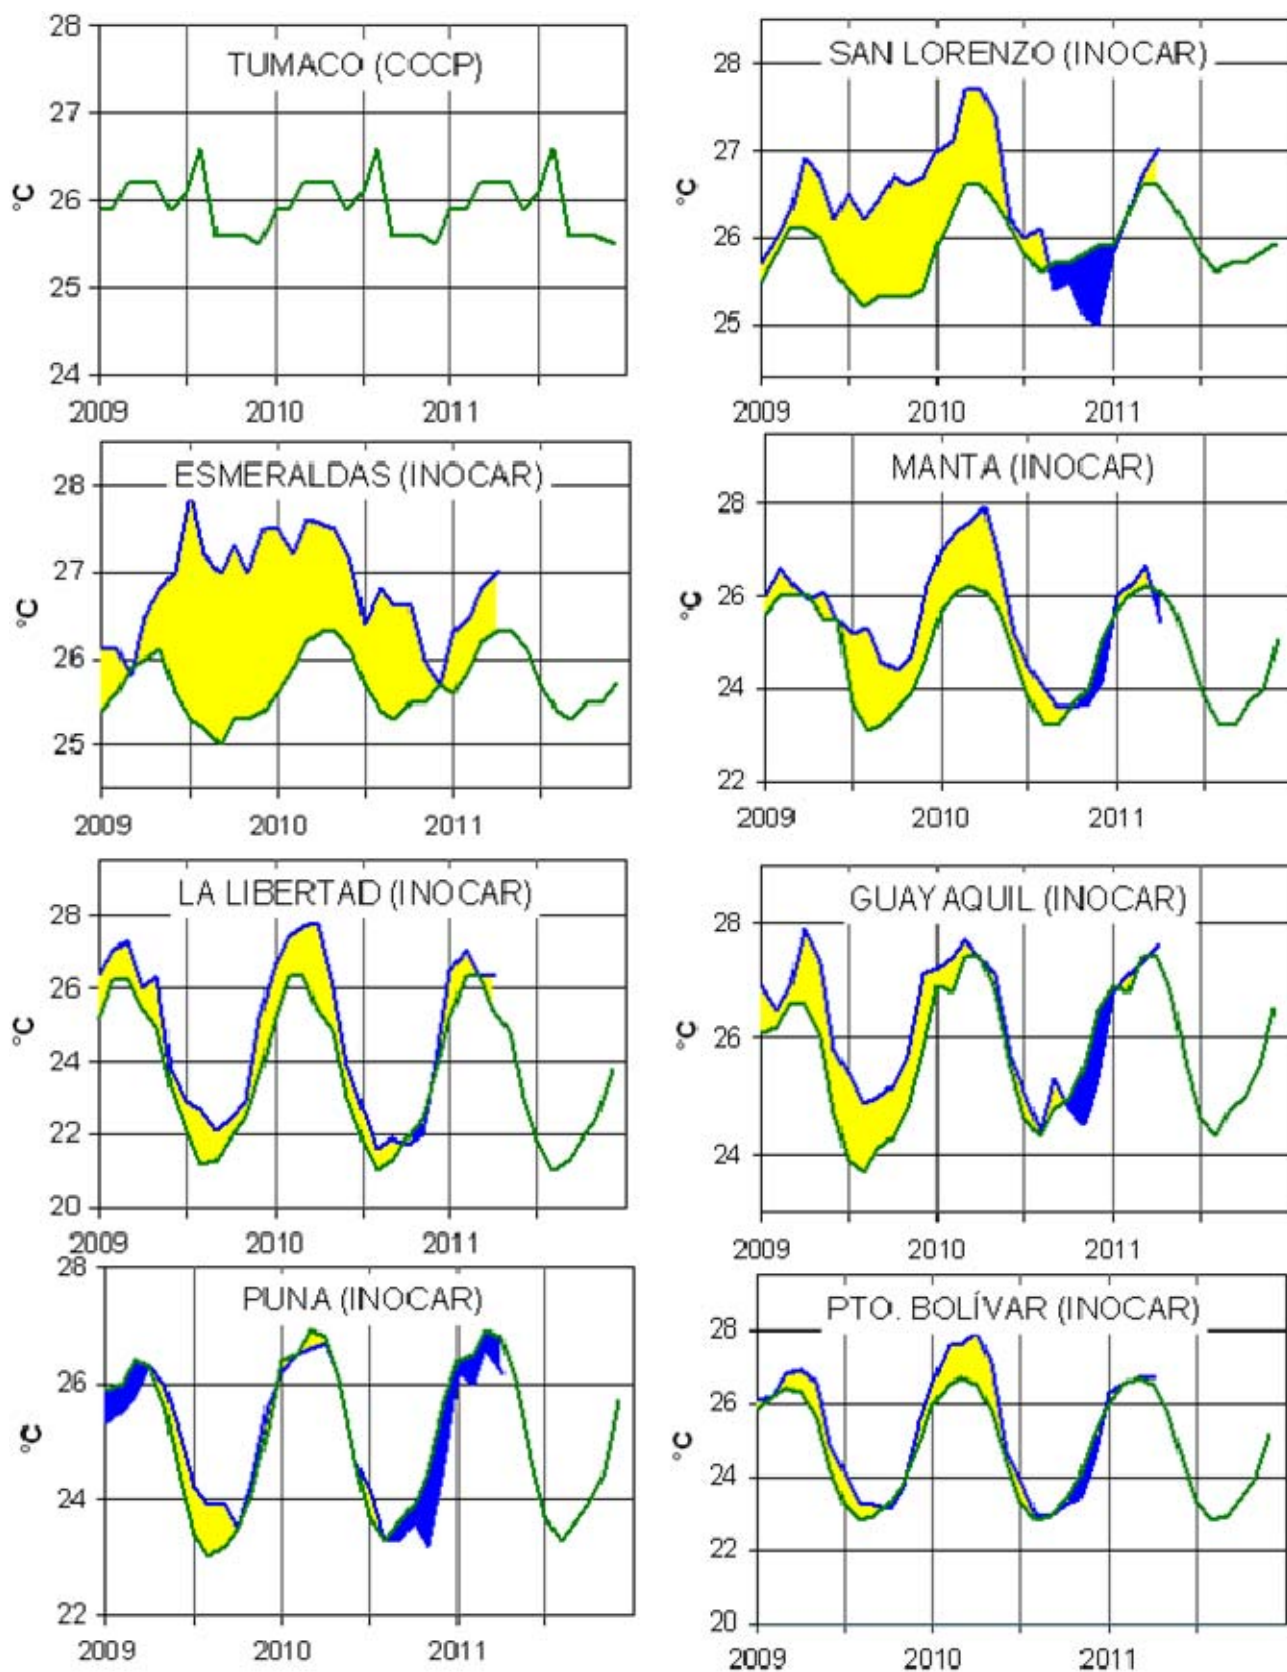 28
TUMACO (CCCP)
27
26
25
24
°C
2009 2010 2011
28
SAN LORENZO (INOCAR)
27
26
25
°C
2009 2010 2011
28
ESMERALDAS (INOCAR)
27
26
25
°C
2009 2010 2011
MANTA (INOCAR)
28
26
24
22
°C
2009 2010 2011
LA LIBERTAD (INOCAR)
28
26
24
22
20
°C
2009 2010 2011
GUAYAQUIL (INOCAR)
28
26
24
°C
2009 2010 2011
28
PUNA (INOCAR)
26
24
22
°C
2009 2010 2011
PTO. BOLÍVAR (INOCAR)
28
26
24
22
20
°C
2009 2010 2011